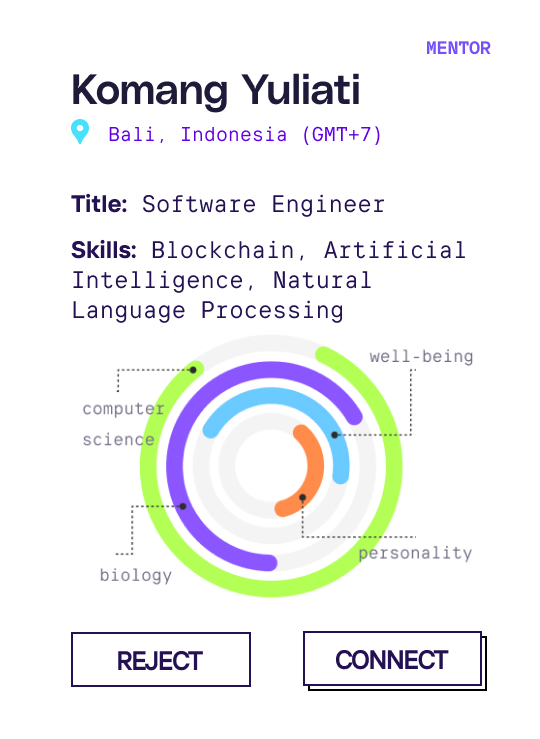 MENTOR
Komang Yuliati
Bali, Indonesia (GMT+7)
Title: Software Engineer
Skills: Blockchain, Artificial
Intelligence, Natural
Language Processing
well-being
computer
science
personality
biology
REJECT
CONNECT